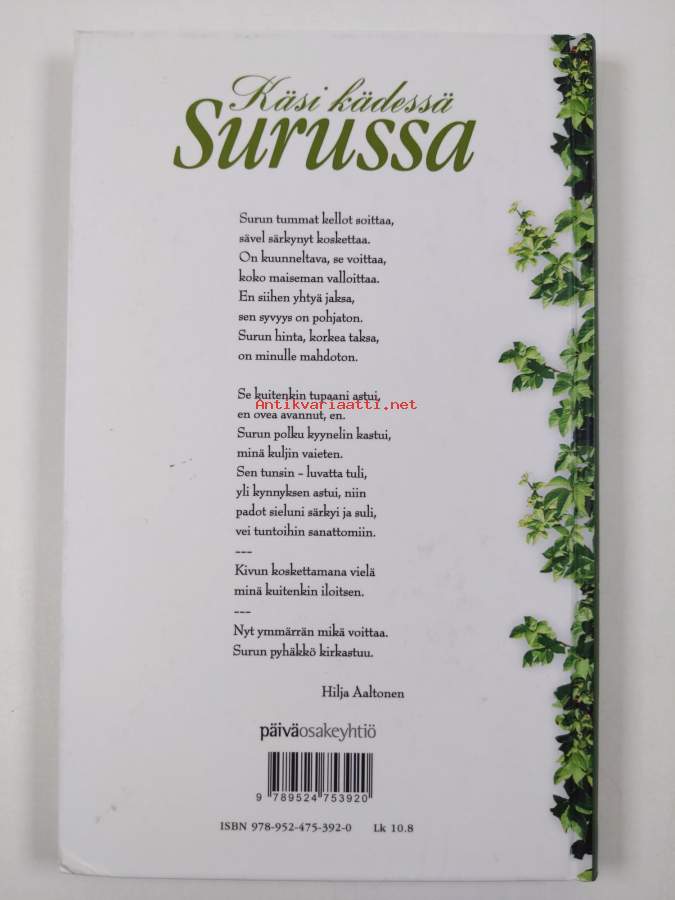 Käsi kädessä
Surussa
Surun tummat kellot soittaa,
sävel särkynyt koskettaa.
On kuunneltava, se voittaa,
koko maiseman valloittaa.
En siihen yhtyä jaksa,
sen syvyys on pohjaton.
Surun hinta, korkea taksa,
on minulle mahdoton.
Se kuitenkin tupaani astui,
Antikvariaatti.net
en ovea avannut, en.
Surun polku kyynelin kastui,
minä kuljin vaieten.
Sen tunsin – luvatta tuli,
yli kynnyksen astui, niin
padot sieluni särkyi ja suli,
vei tuntoihin sanattomiin.
---
Kivun koskettamana vielä
minä kuitenkin iloitsen.
---
Nyt ymmärrän mikä voittaa.
Surun pyhäkkö kirkastuu.
Hilja Aaltonen
päiväosakeyhtiö
9 789524 753920
ISBN 978-952-475-392-0 Lk 10.8